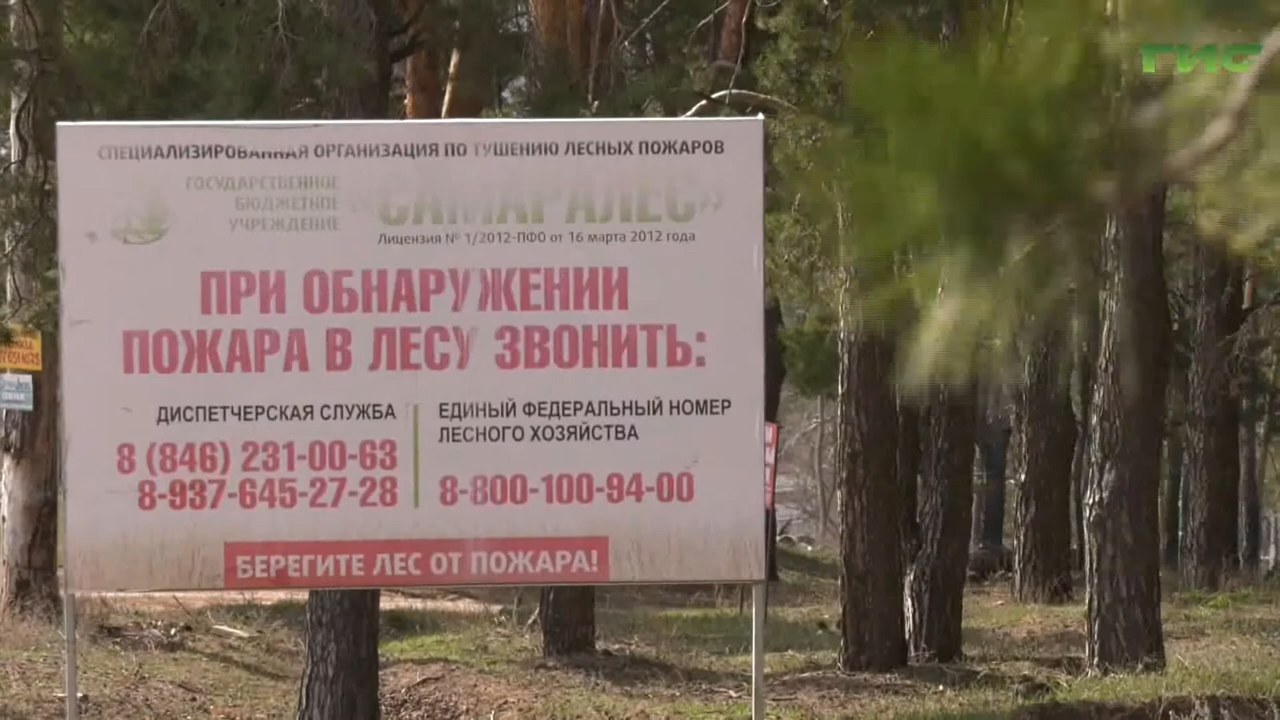 ГИС
СПЕЦИАЛИЗИРОВАННАЯ ОРГАНИЗАЦИЯ ПО ТУШЕНИЮ ЛЕСНЫХ ПОЖАРОВ
ГОСУДАРСТВЕННОЕ
БЮДЖЕТНОЕ
УЧРЕЖДЕНИЕ
«САМАРАЛЕС»
Лицензия № 1/2012-ПФО от 16 марта 2012 года
ПРИ ОБНАРУЖЕНИИ
ПОЖАРА В ЛЕСУ ЗВОНИТЬ:
ДИСПЕТЧЕРСКАЯ СЛУЖБА
8 (846) 231-00-63
8-937-645-27-28
ЕДИНЫЙ ФЕДЕРАЛЬНЫЙ НОМЕР
ЛЕСНОГО ХОЗЯЙСТВА
8-800-100-94-00
БЕРЕГИТЕ ЛЕС ОТ ПОЖАРА!